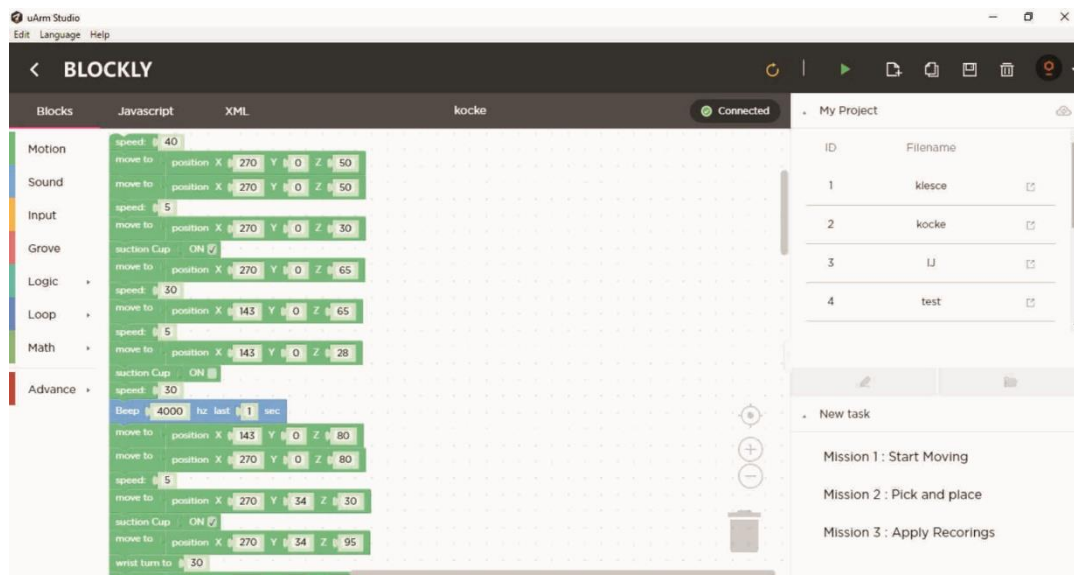 uArm Studio
Edit Language Help
BLOCKLY
Blocks Javascript XML kocke Connected
Motion
Sound
Input
Grove
Logic
Loop
Math
Advance
speed: 40
move to position X 270 Y 0 Z 50
move to position X 270 Y 0 Z 50
speed: 5
move to position X 270 Y 0 Z 30
suction Cup ON
move to position X 270 Y 0 Z 65
speed: 30
move to position X 143 Y 0 Z 65
speed: 5
move to position X 143 Y 0 Z 28
suction Cup ON
speed: 30
Beep 4000 hz last 1 sec
move to position X 143 Y 0 Z 80
move to position X 270 Y 0 Z 80
speed: 5
move to position X 270 Y 34 Z 30
suction Cup ON
move to position X 270 Y 34 Z 95
wrist turn to 30
My Project
ID Filename
1 klesce
2 kocke
3 IJ
4 test
New task
Mission 1 : Start Moving
Mission 2 : Pick and place
Mission 3 : Apply Recorings